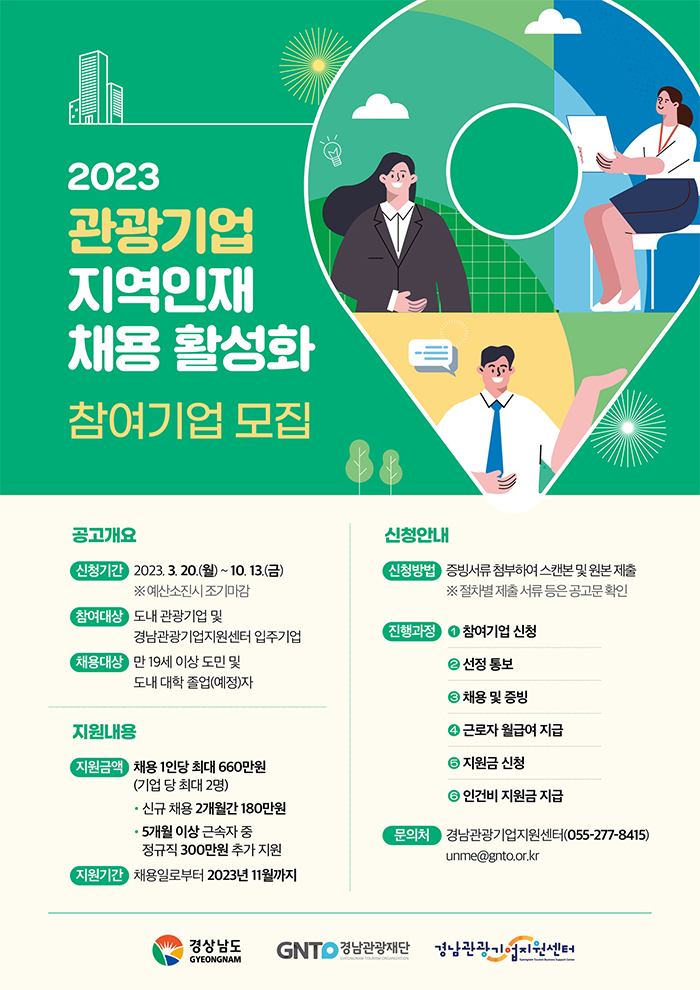 2023
관광기업
지역인재
채용 활성화
참여기업 모집
공고개요
신청기간 2023. 3. 20.(월) ~ 10. 13.(금)
※ 예산소진시 조기마감
참여대상 도내 관광기업 및
경남관광기업지원센터 입주기업
채용대상 만 19세 이상 도민 및
도내 대학 졸업(예정)자
지원내용
지원금액 채용 1인당 최대 660만원
(기업 당 최대 2명)
• 신규 채용 2개월간 180만원
• 5개월 이상 근속자 중
정규직 300만원 추가 지원
지원기간 채용일로부터 2023년 11월까지
신청안내
신청방법 증빙서류 첨부하여 스캔본 및 원본 제출
※ 절차별 제출 서류 등은 공고문 확인
진행과정 1 참여기업 신청
2 선정 통보
3 채용 및 증빙
4 근로자 월급여 지급
5 지원금 신청
6 인건비 지원금 지급
문의처 경남관광기업지원센터(055-277-8415)
unme@gnto.or.kr
경상남도
GYEONGNAM
GNTO 경남관광재단
GYEONGNAM TOURISM ORGANIZATION
경남관광기업지원센터
Gyeongnam Tourism Business Support Center